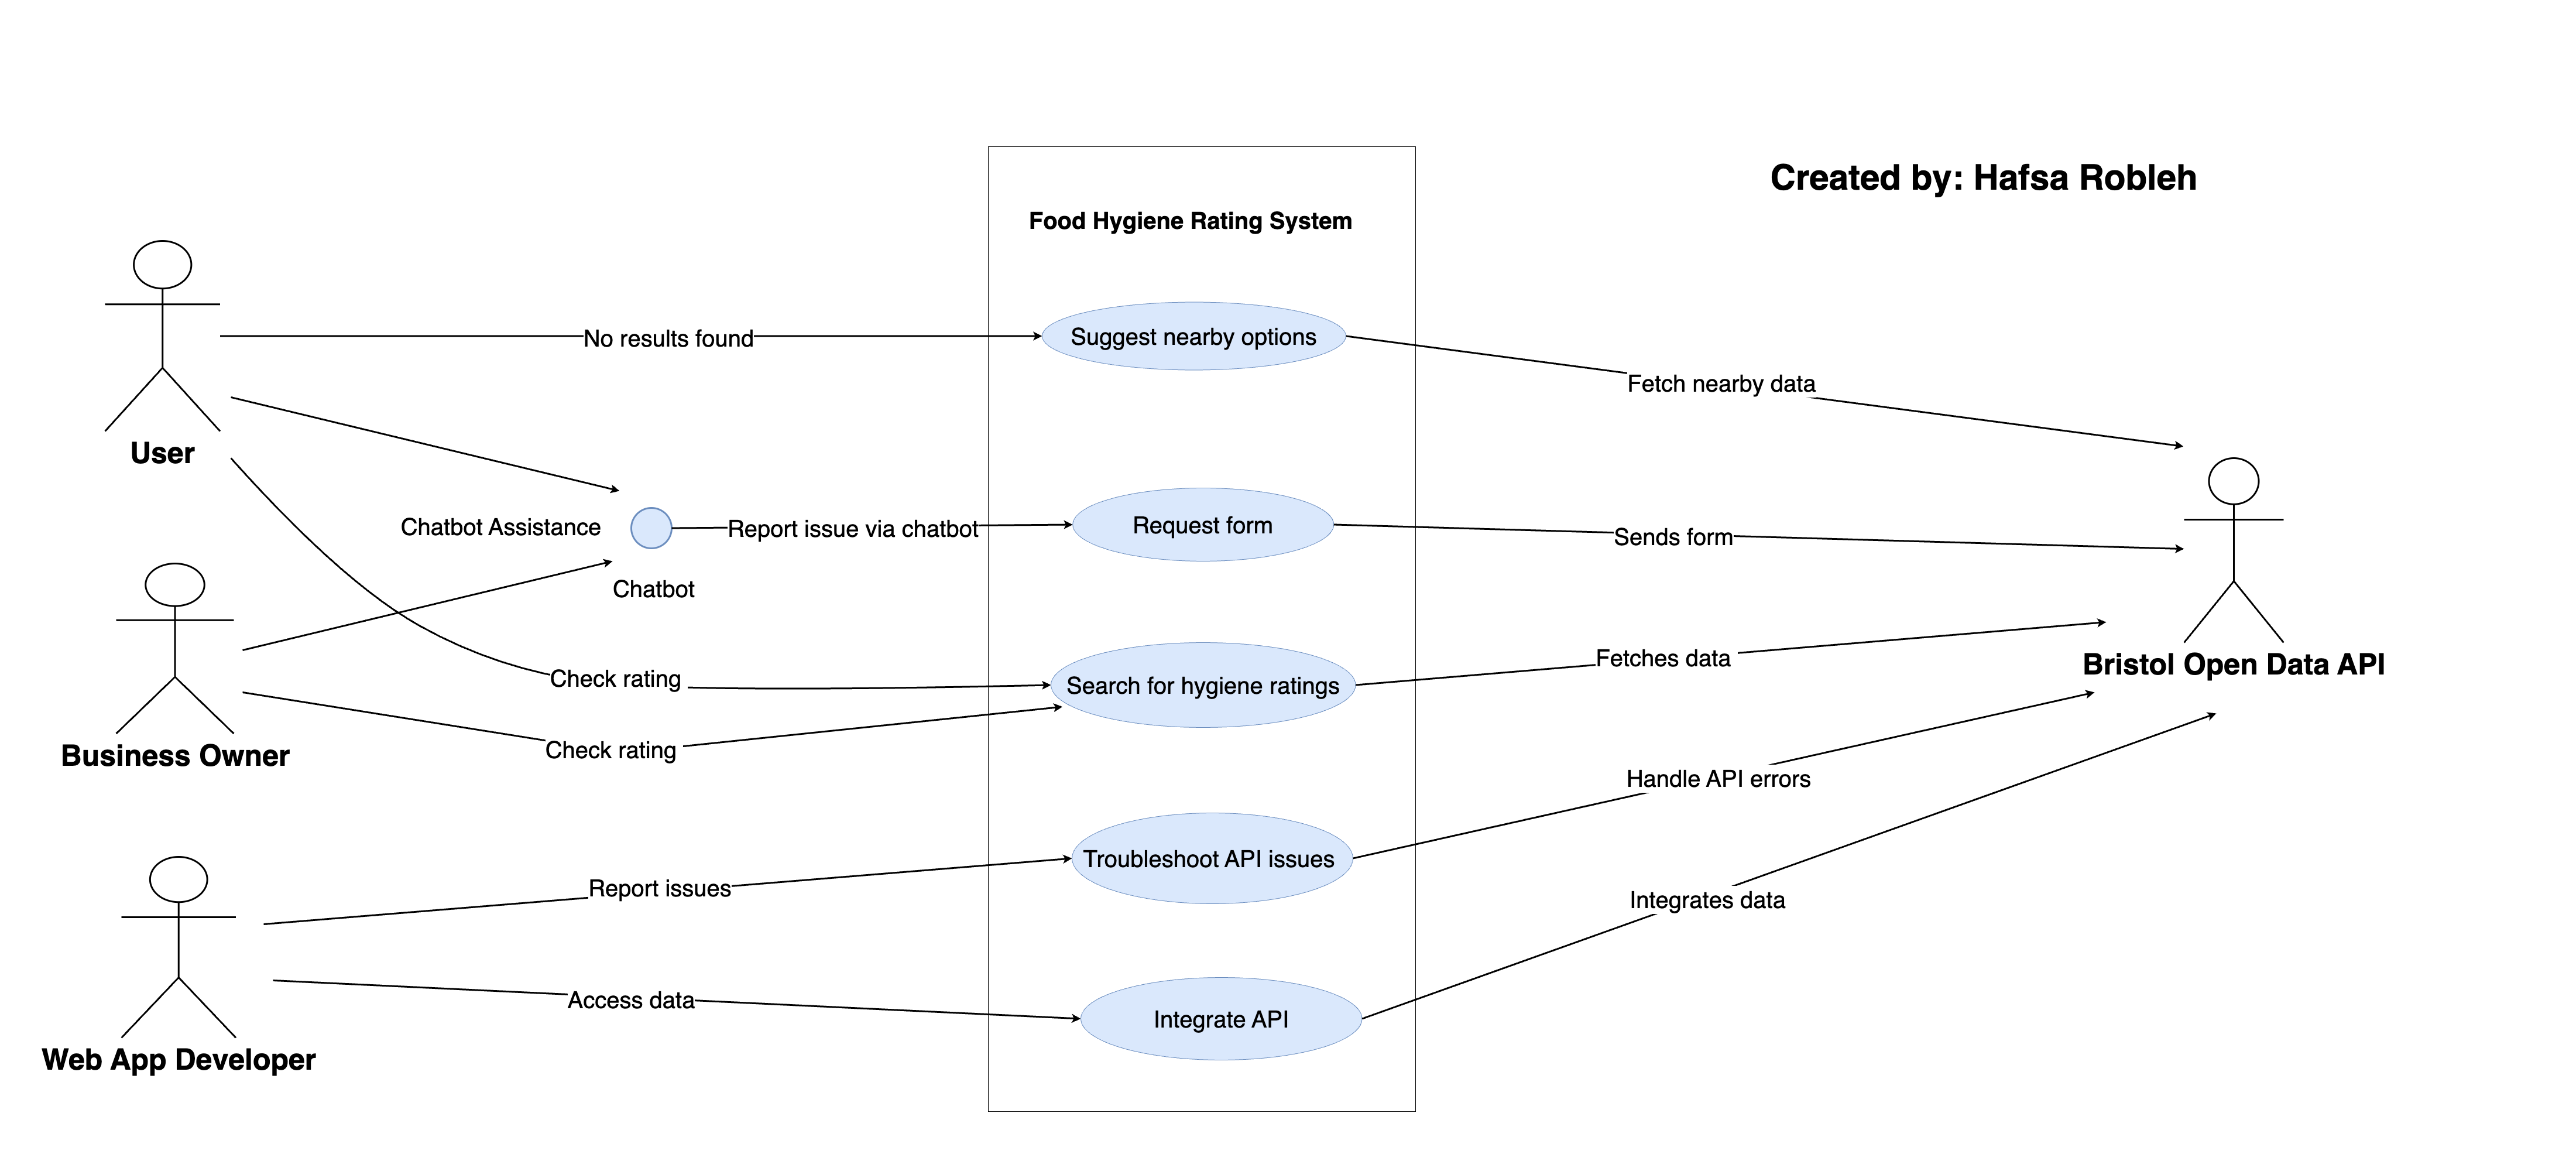 Created by: Hafsa Robleh
Food Hygiene Rating System
No results found
Suggest nearby options
Fetch nearby data
User
Chatbot Assistance
Report issue via chatbot
Request form
Sends form
Chatbot
Check rating
Search for hygiene ratings
Fetches data
Bristol Open Data API
Check rating
Business Owner
Handle API errors
Report issues
Troubleshoot API issues
Integrates data
Access data
Integrate API
Web App Developer